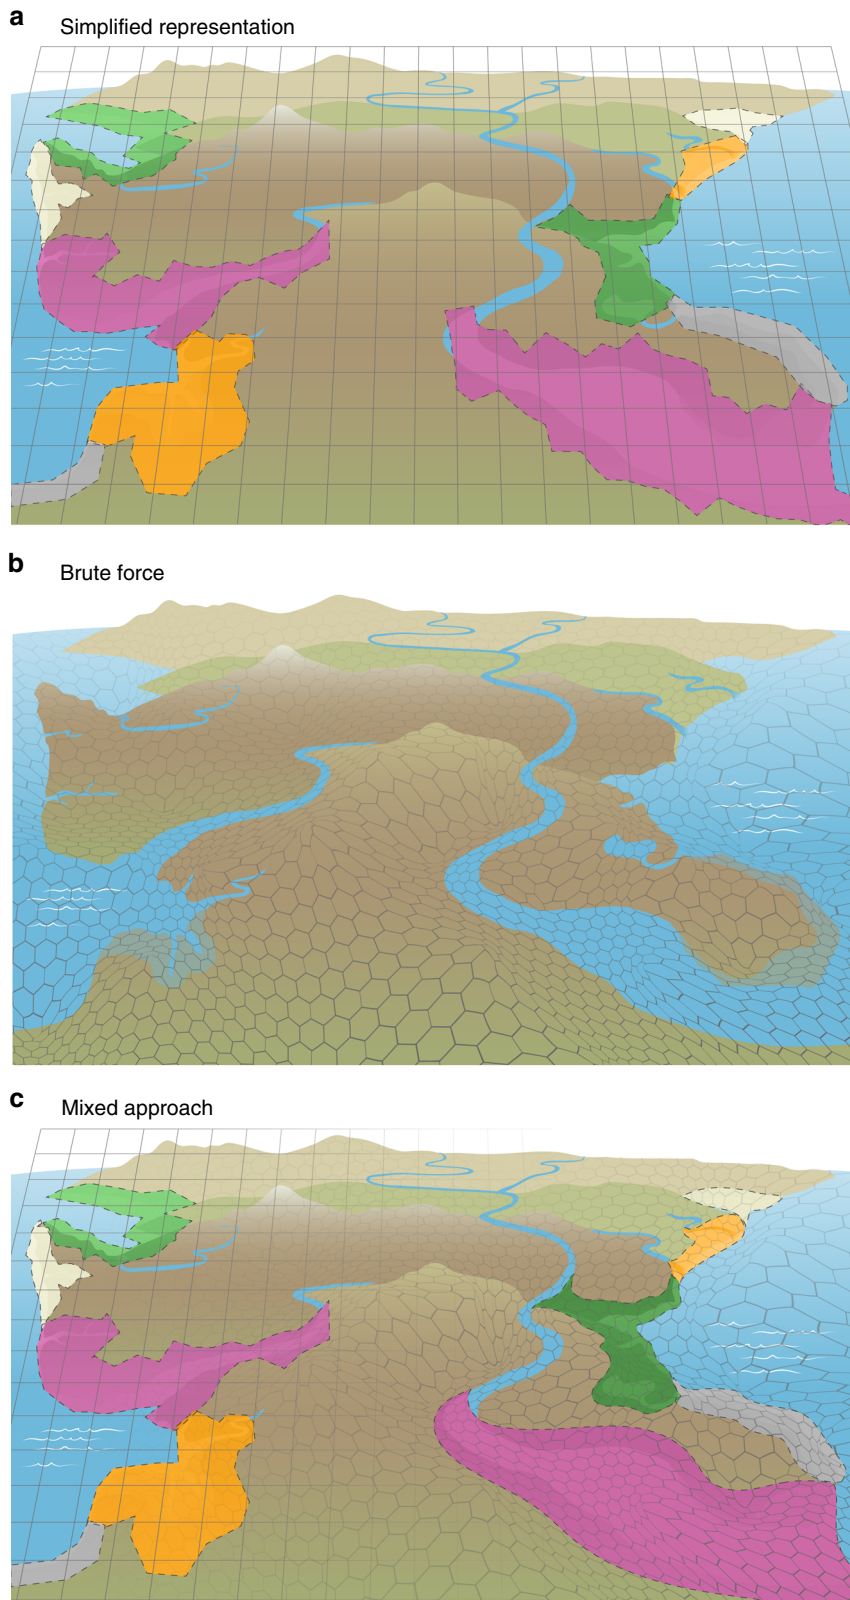 a
Simplified representation
b
Brute force
c
Mixed approach